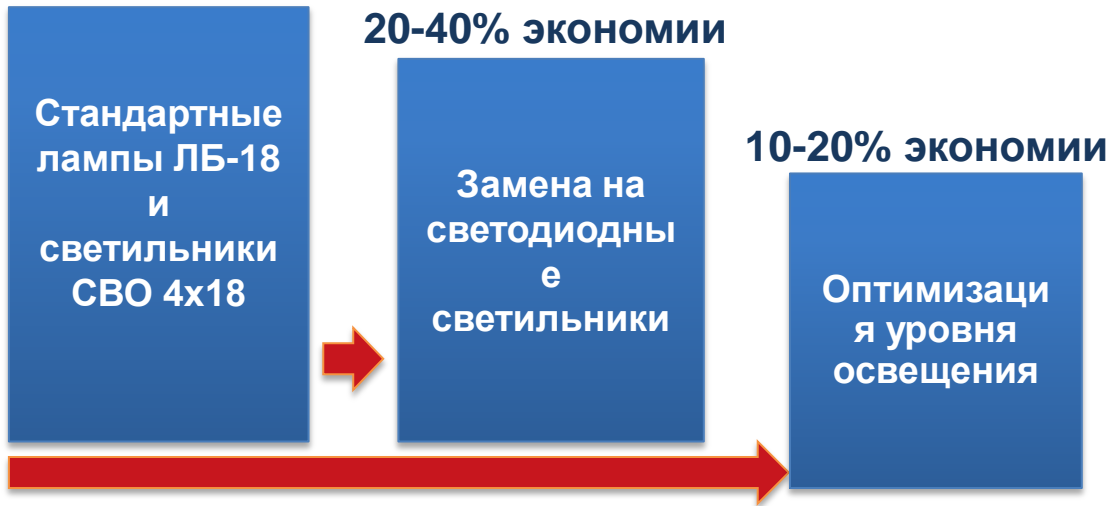 Стандартные
лампы ЛБ-18
и
светильники
СВО 4х18
20-40% экономии
Замена на
светодиодны
е
светильники
10-20% экономии
Оптимизаци
я уровня
освещения